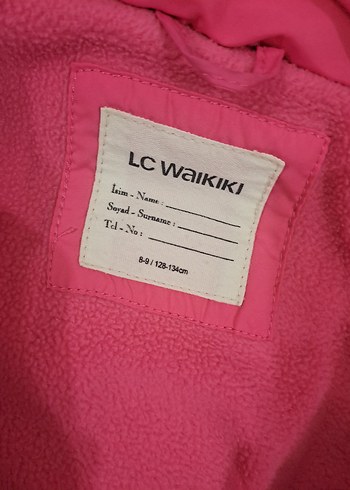 LC WAIKIKI
İsim - Name :
Soyad - Surname :
Tel - No :
8-9 / 128-134cm